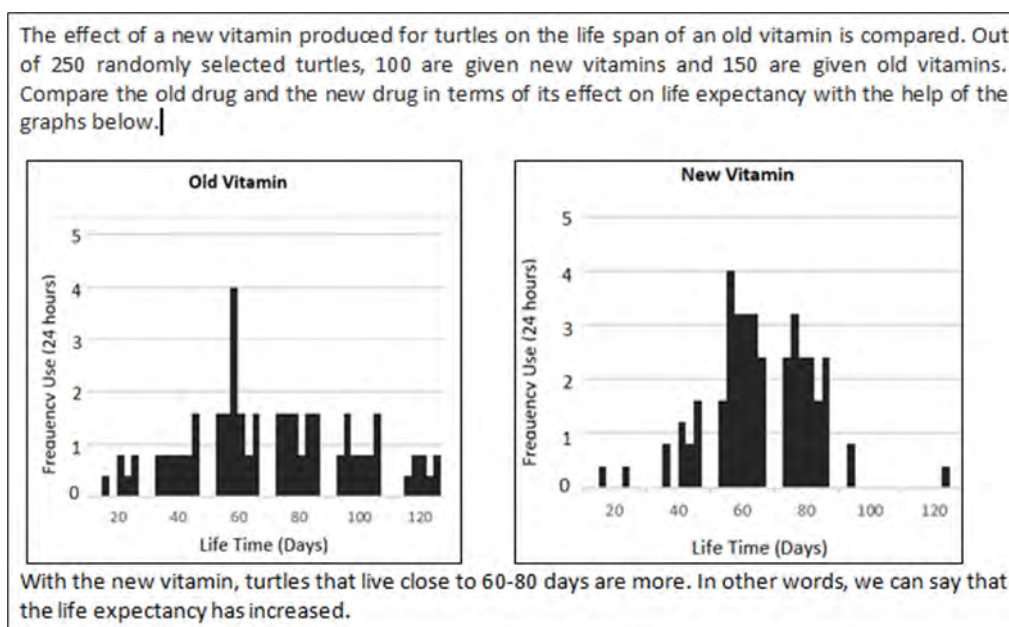 The effect of a new vitamin produced for turtles on the life span of an old vitamin is compared. Out
of 250 randomly selected turtles, 100 are given new vitamins and 150 are given old vitamins.
Compare the old drug and the new drug in terms of its effect on life expectancy with the help of the
graphs below.
Old Vitamin
5
4
3
2
1
0
Frequency Use (24 hours)
20 40 60 80 100 120
Life Time (Days)
New Vitamin
5
4
3
2
1
0
Frequency Use (24 hours)
20 40 60 80 100 120
Life Time (Days)
With the new vitamin, turtles that live close to 60-80 days are more. In other words, we can say that
the life expectancy has increased.